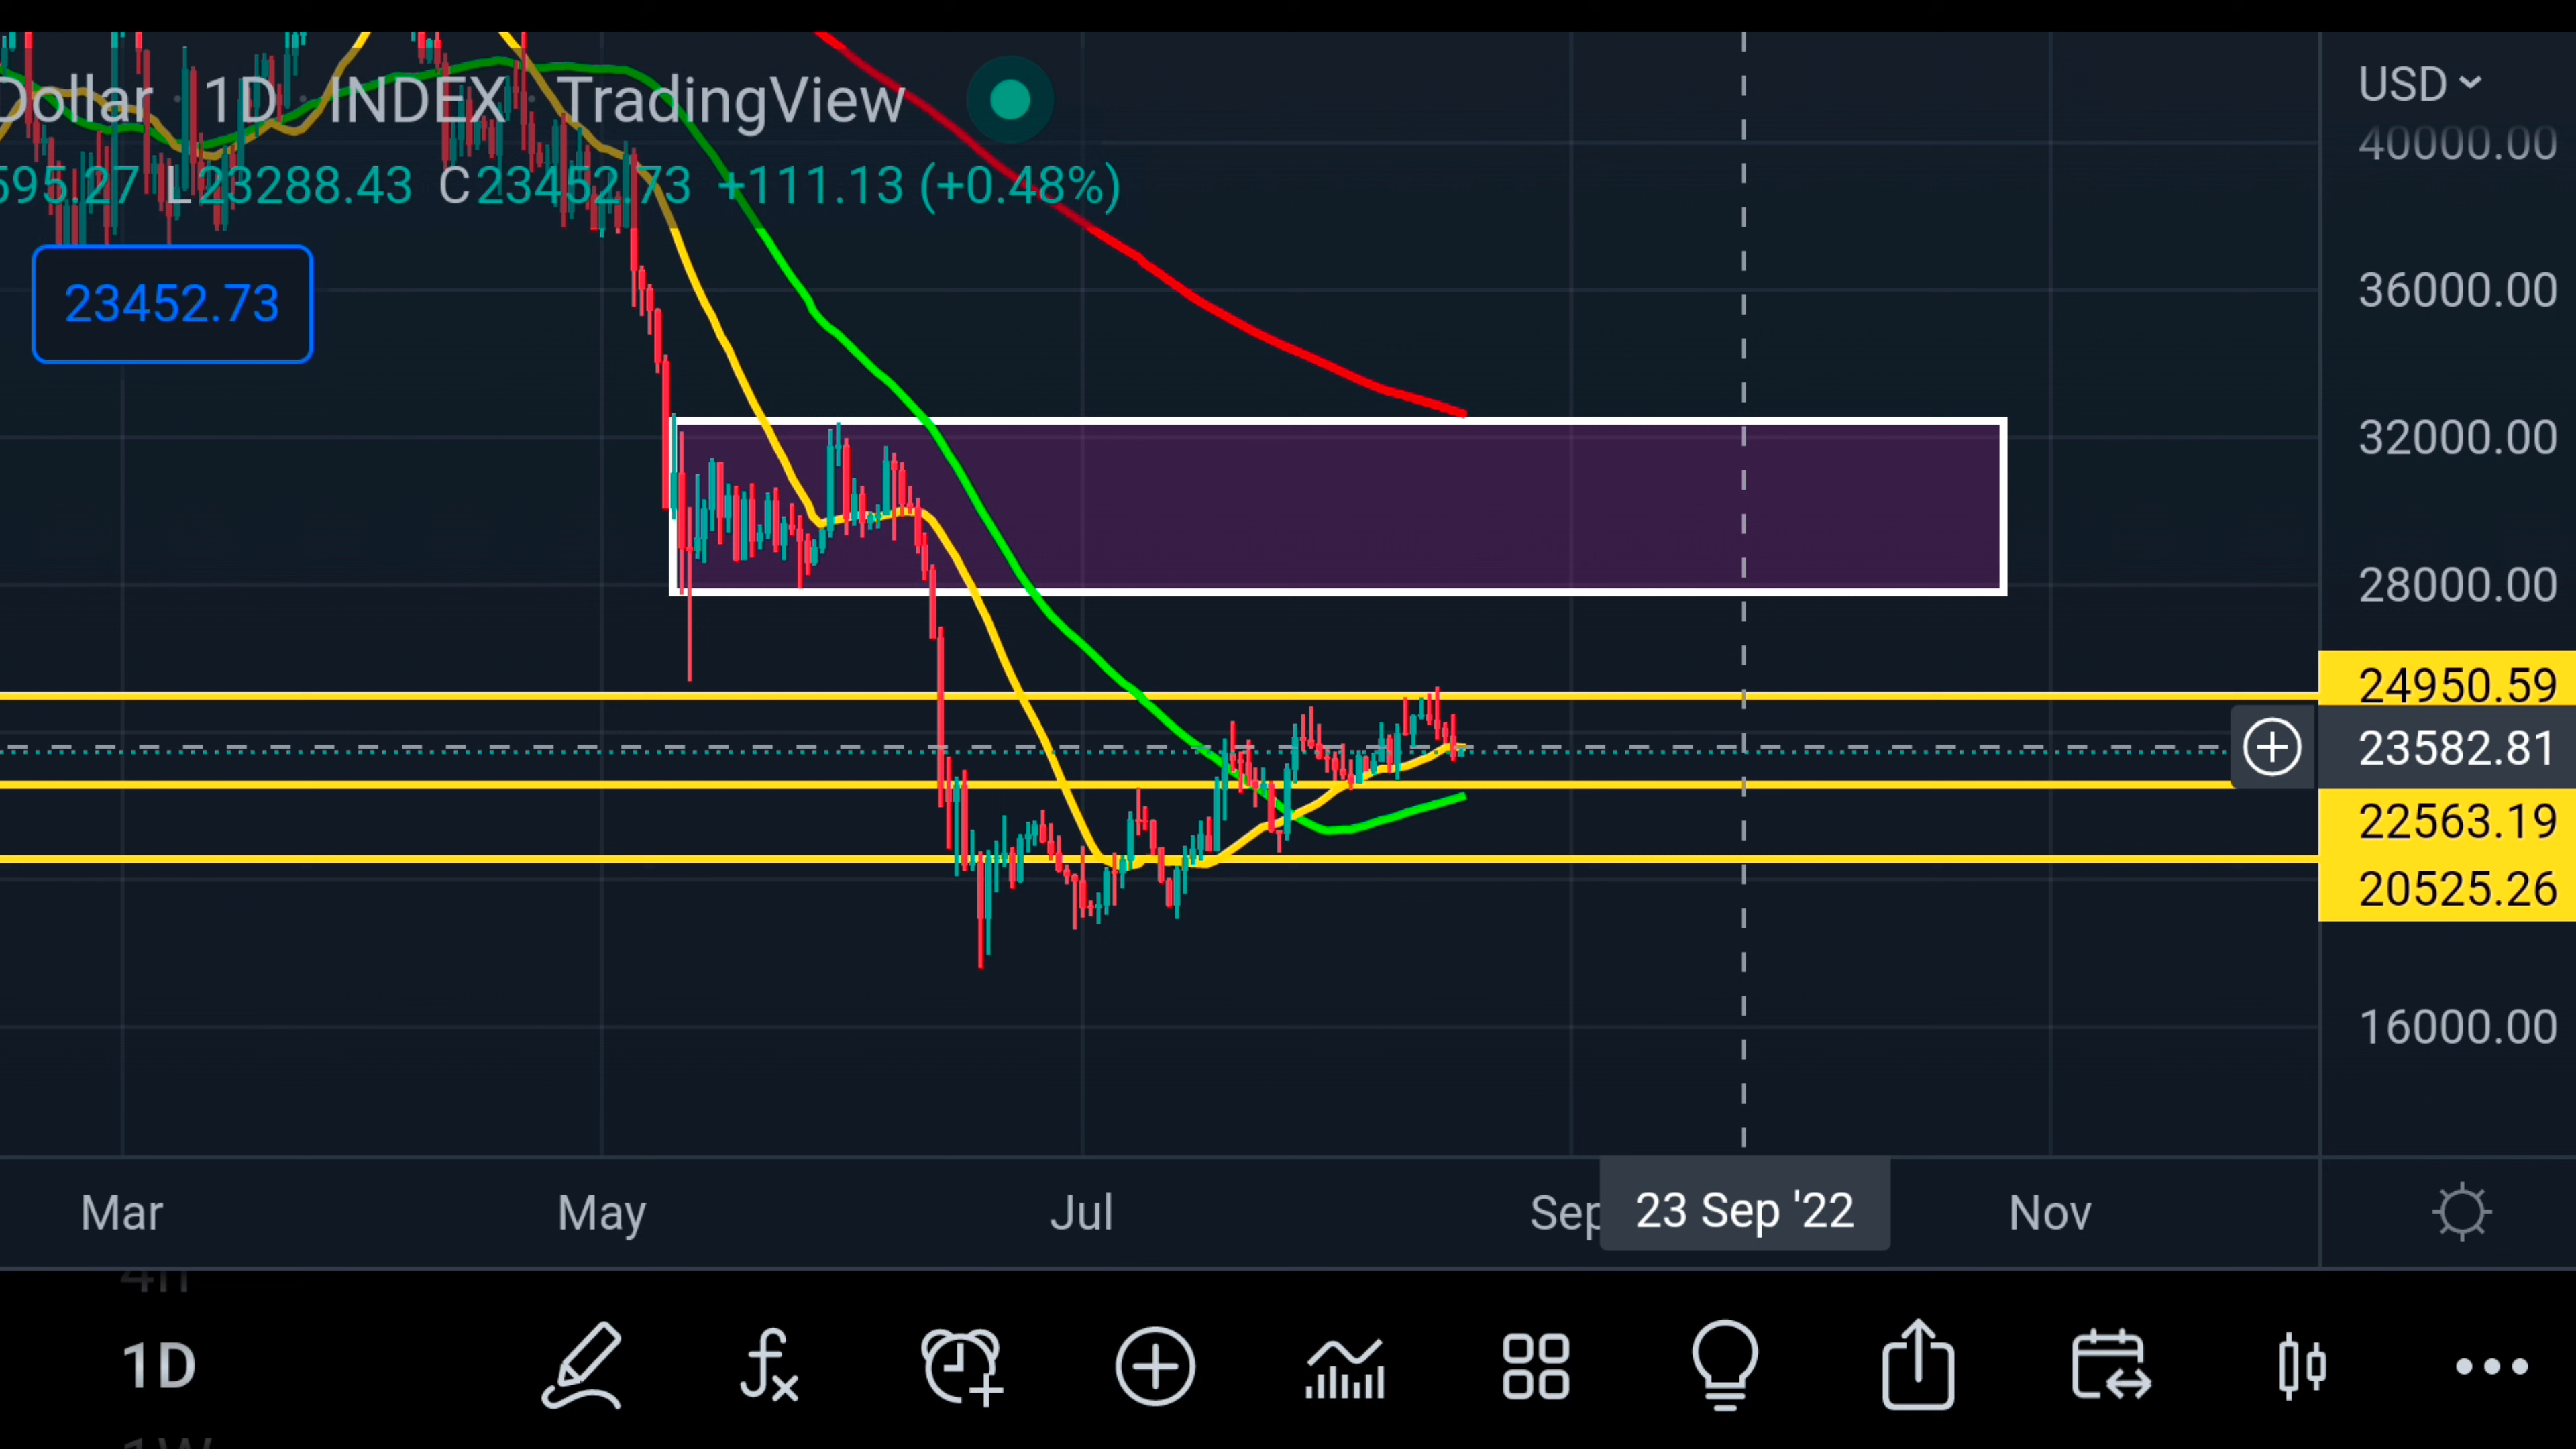 Dollar · 1D · INDEX · TradingView
595.27 L23288.43 C23452.73 +111.13 (+0.48%)
23452.73
USD
40000.00
36000.00
32000.00
28000.00
24950.59
23582.81
22563.19
20525.26
16000.00
Mar May Jul Sep 23 Sep '22 Nov
4h
1D
1W